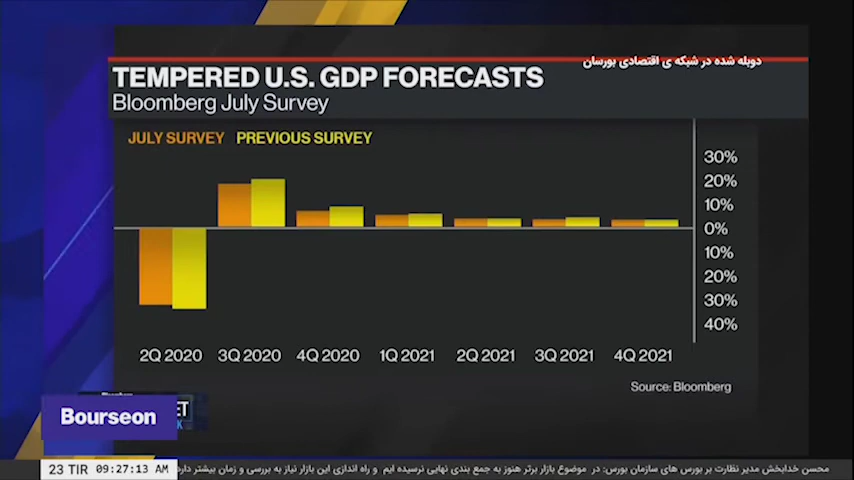 دوبله شده در شبکه ی اقتصادی بورسان
TEMPERED U.S. GDP FORECASTS
Bloomberg July Survey
JULY SURVEY PREVIOUS SURVEY
30%
20%
10%
0%
10%
20%
30%
40%
2Q 2020 3Q 2020 4Q 2020 1Q 2021 2Q 2021 3Q 2021 4Q 2021
Source: Bloomberg
Bourseon
23 TIR 09:27:13 AM
محسن خدابخش مدیر نظارت بر بورس های سازمان بورس: در موضوع بازار برتر هنوز به جمع بندی نهایی نرسیده ایم و راه اندازی این بازار نیاز به بررسی و زمان بیشتر دارد